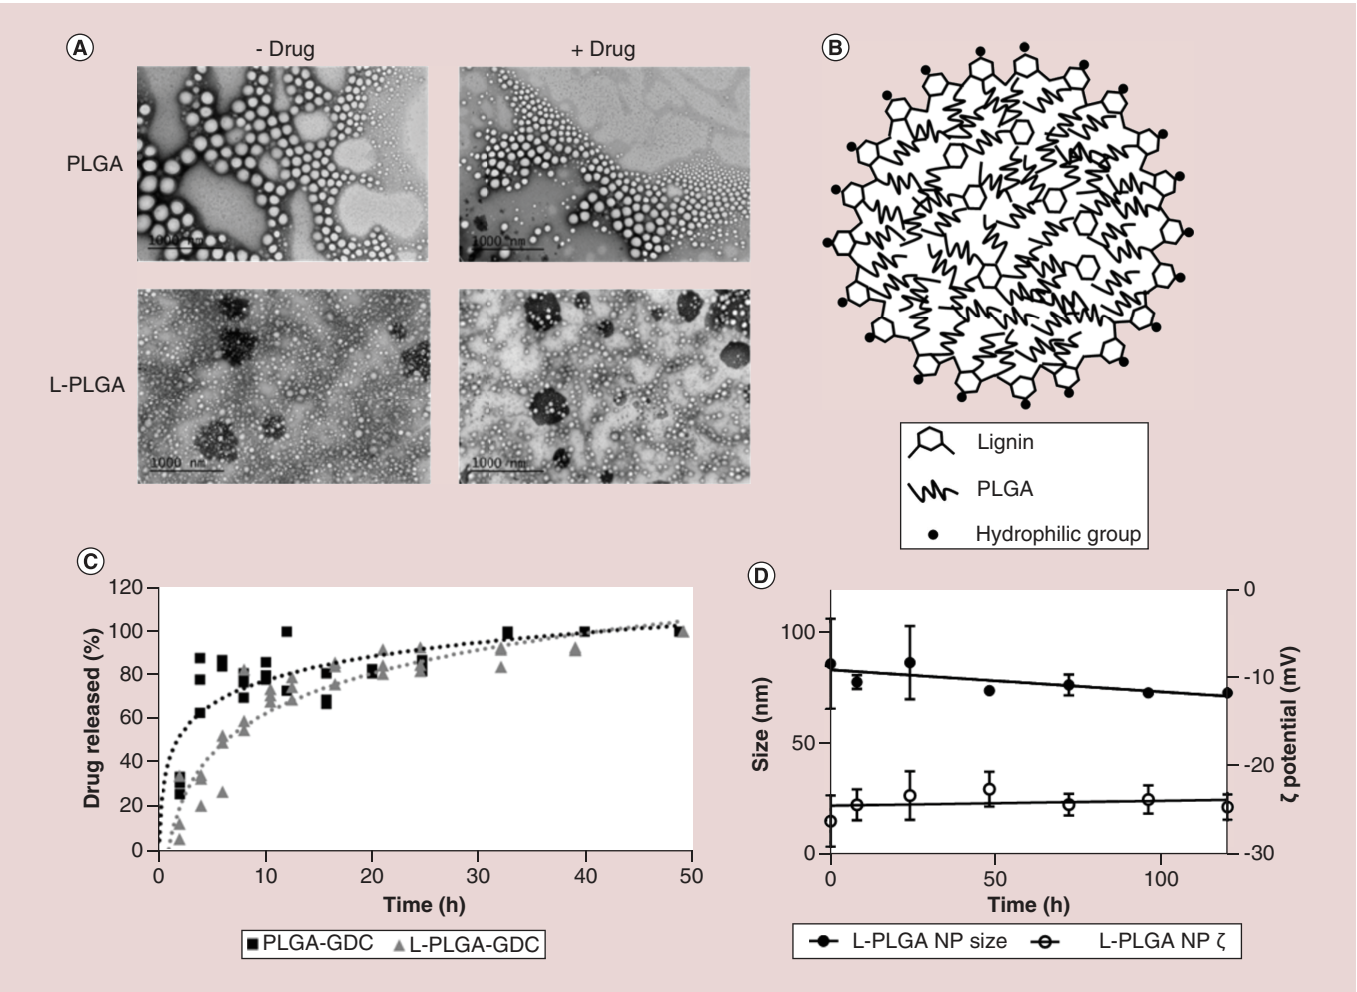 A
- Drug
+ Drug
PLGA
1000 nm
1000 nm
L-PLGA
1000 nm
1000 nm
B
Lignin
PLGA
Hydrophilic group
C
Drug released (%)
120
100
80
60
40
20
0
0 10 20 30 40 50
Time (h)
PLGA-GDC L-PLGA-GDC
D
Size (nm)
100
50
0
0
-10
-20
-30
ζ potential (mV)
0 50 100
Time (h)
L-PLGA NP size L-PLGA NP ζ